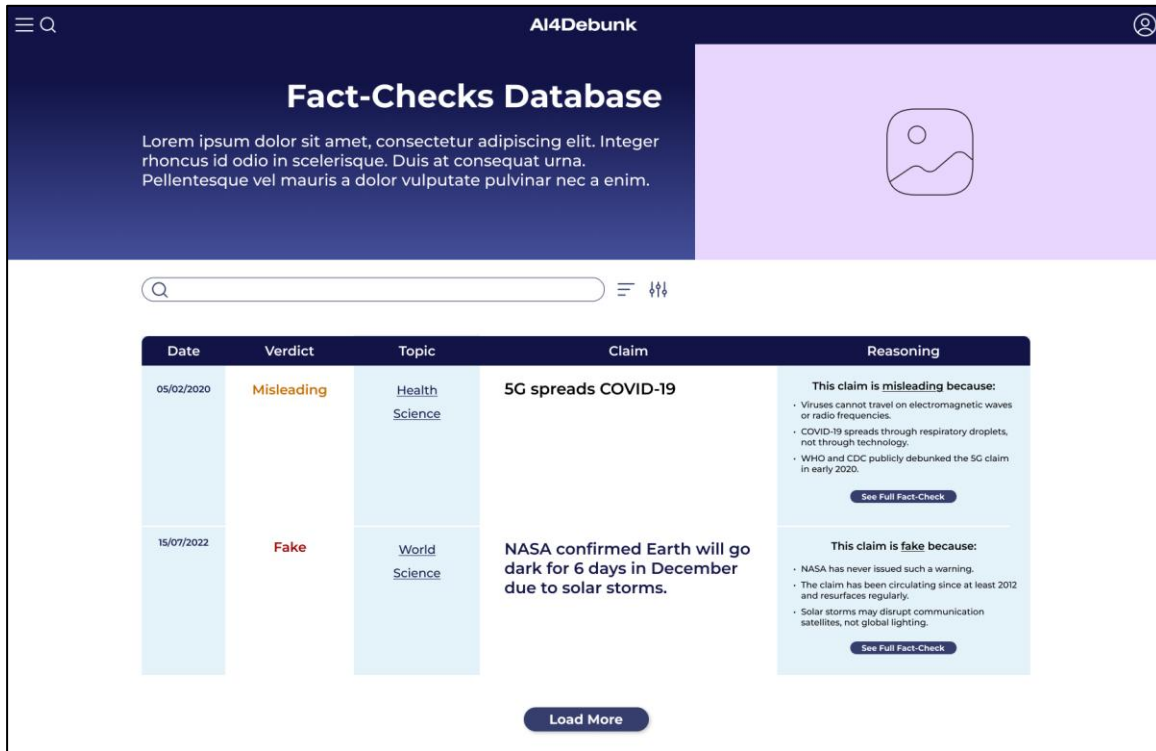 AI4Debunk
Fact-Checks Database
Lorem ipsum dolor sit amet, consectetur adipiscing elit. Integer
rhoncus id odio in scelerisque. Duis at consequat urna.
Pellentesque vel mauris a dolor vulputate pulvinar nec a enim.
Date Verdict Topic Claim Reasoning
05/02/2020
Misleading
Health
Science
5G spreads COVID-19
This claim is misleading because:
• Viruses cannot travel on electromagnetic waves
or radio frequencies.
• COVID-19 spreads through respiratory droplets,
not through technology.
• WHO and CDC publicly debunked the 5G claim
in early 2020.
See Full Fact-Check
15/07/2022
Fake
World
Science
NASA confirmed Earth will go
dark for 6 days in December
due to solar storms.
This claim is fake because:
• NASA has never issued such a warning.
• The claim has been circulating since at least 2012
and resurfaces regularly.
• Solar storms may disrupt communication
satellites, not global lighting.
See Full Fact-Check
Load More